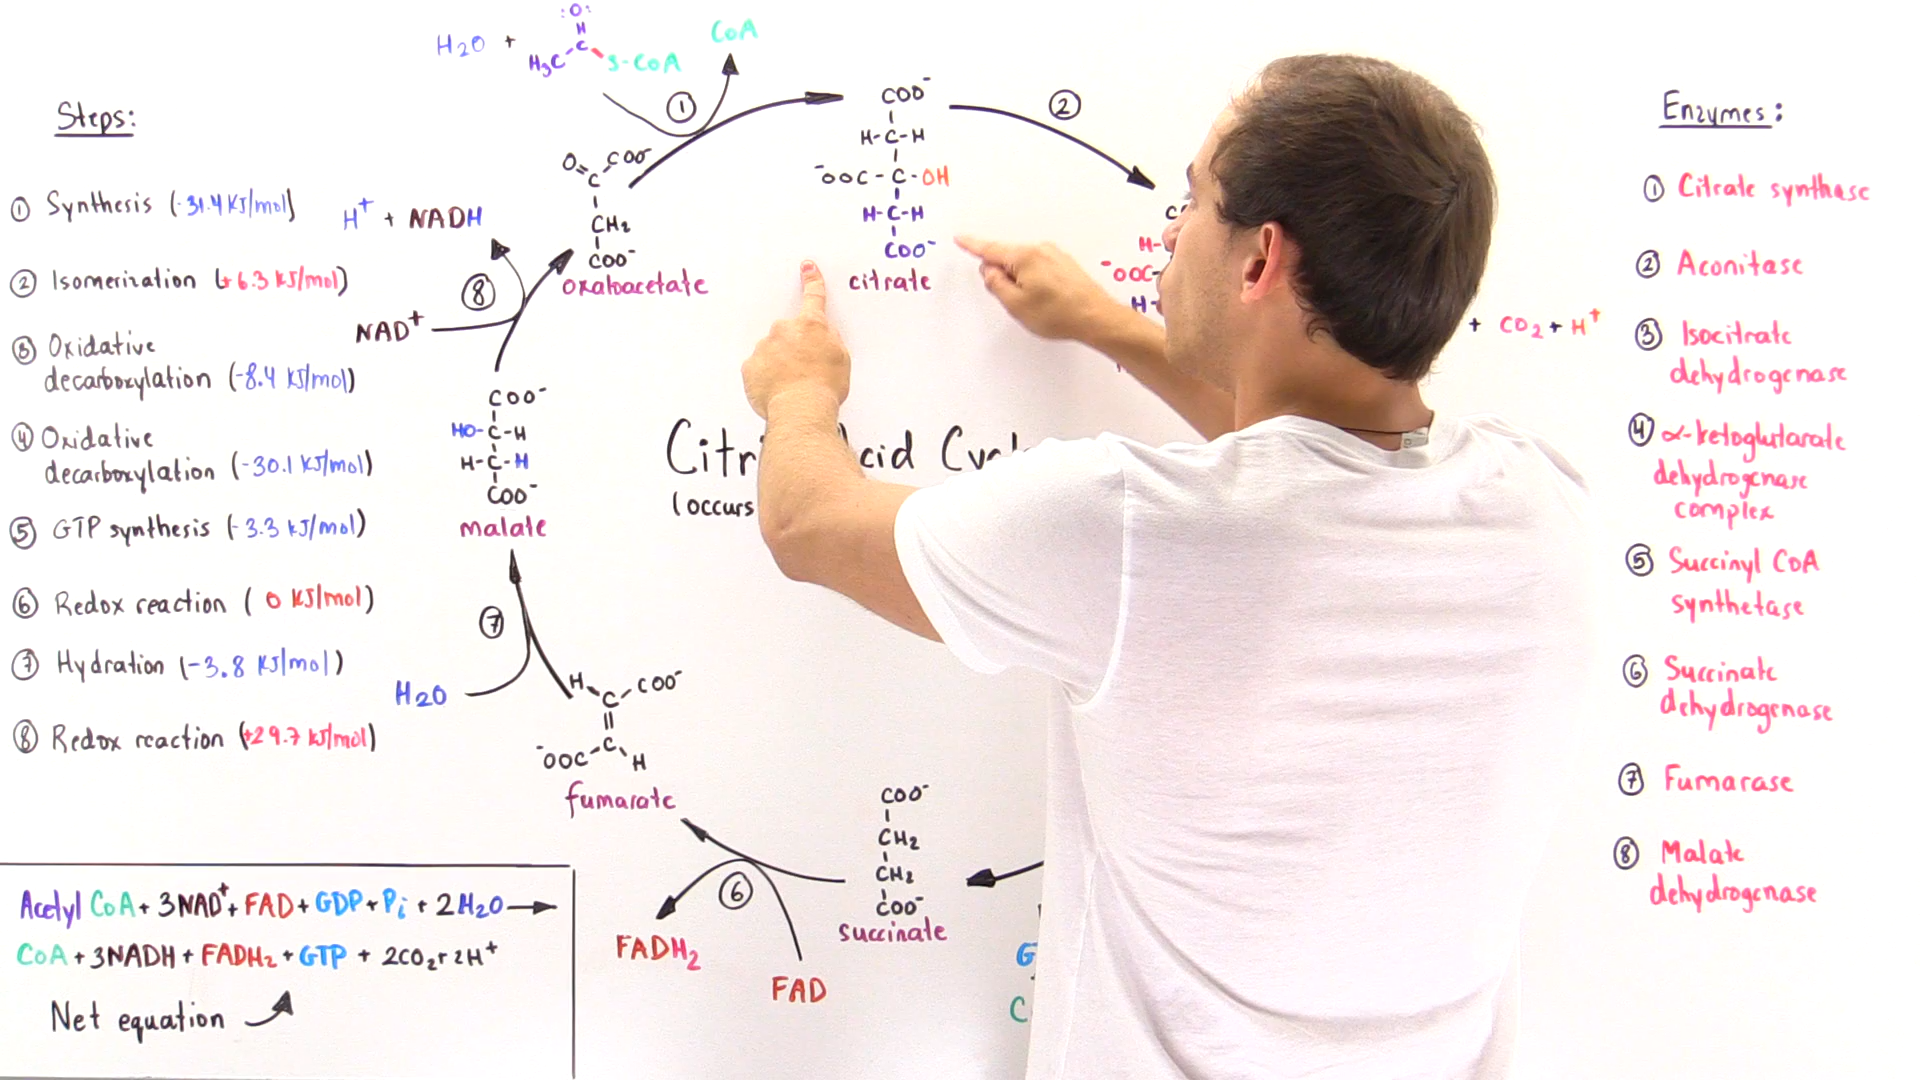 Steps:
① Synthesis (-31.4 KJ/mol)
② Isomerization (+6.3 KJ/mol)
③ Oxidative
decarboxylation (-8.4 KJ/mol)
④ Oxidative
decarboxylation (-30.1 KJ/mol)
⑤ GTP synthesis (-3.3 KJ/mol)
⑥ Redox reaction ( 0 KJ/mol)
⑦ Hydration (-3.8 KJ/mol)
⑧ Redox reaction (+29.7 KJ/mol)
Acetyl CoA + 3NAD⁺ + FAD + GDP + Pi + 2H2O
CoA + 3NADH + FADH2 + GTP + 2CO2 + 2H⁺
Net equation
:O:
H2O + H3C C S-CoA
CoA
①
O=C COO⁻
CH2
COO⁻
oxaloacetate
COO⁻
H-C-H
⁻OOC-C-OH
H-C-H
COO⁻
citrate
②
H-
⁻OOC-
H-
+ CO2 + H⁺
H⁺ + NADH
⑧
NAD⁺
COO⁻
HO-C-H
H-C-H
COO⁻
malate
⑦
H2O
H C COO⁻
⁻OOC C H
fumarate
⑥
FADH2
FAD
COO⁻
CH2
CH2
COO⁻
succinate
(occurs
Enzymes:
① Citrate synthase
② Aconitase
③ Isocitrate
dehydrogenase
④ α-ketoglutarate
dehydrogenase
complex
⑤ Succinyl CoA
synthetase
⑥ Succinate
dehydrogenase
⑦ Fumarase
⑧ Malate
dehydrogenase